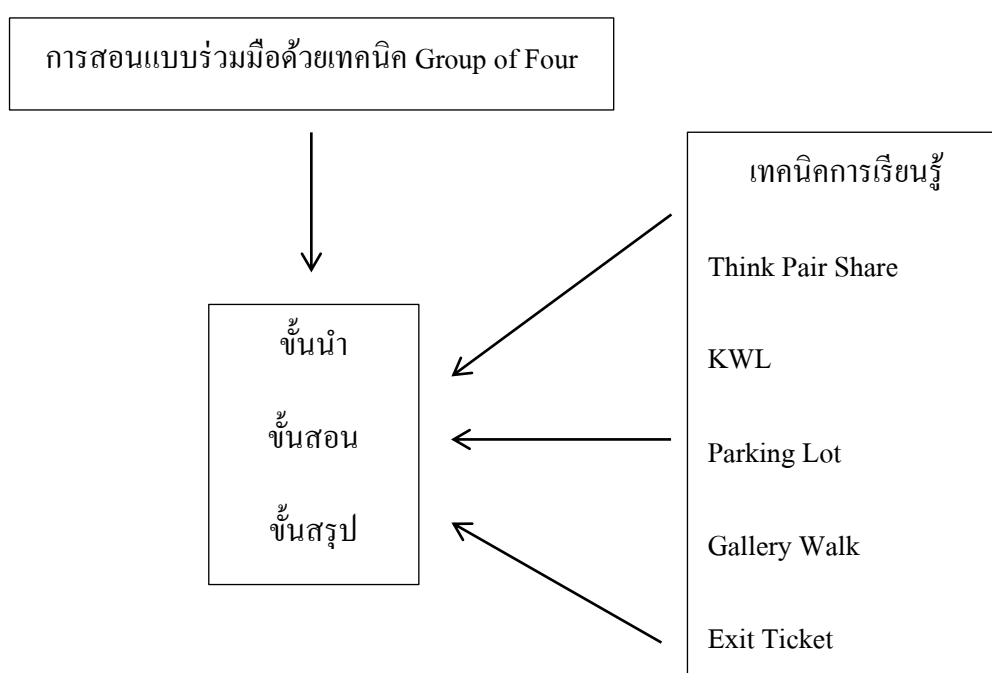 การสอนแบบร่วมมือด้วยเทคนิค Group of Four
ขั้นนำ
ขั้นสอน
ขั้นสรุป
เทคนิคการเรียนรู้
Think Pair Share
KWL
Parking Lot
Gallery Walk
Exit Ticket